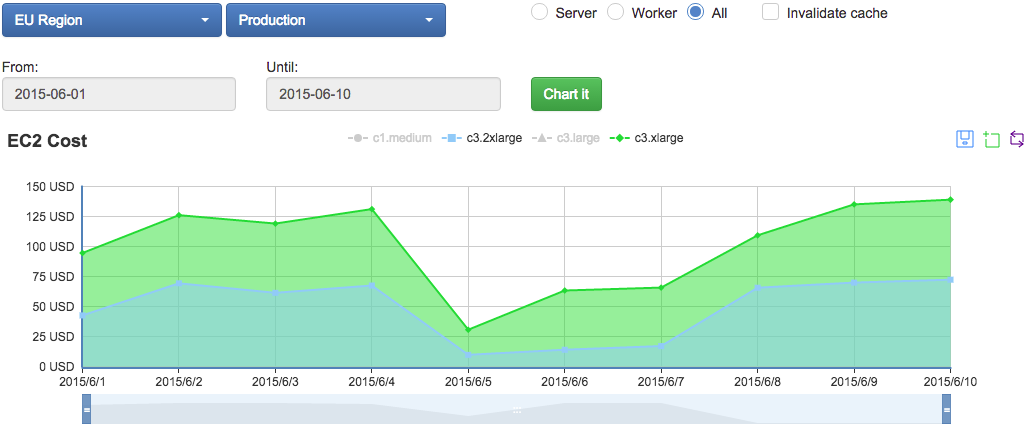 EU Region Production Server Worker All Invalidate cache
From: Until:
2015-06-01 2015-06-10 Chart it
EC2 Cost c1.medium c3.2xlarge c3.large c3.xlarge
150 USD
125 USD
100 USD
75 USD
50 USD
25 USD
0 USD
2015/6/1 2015/6/2 2015/6/3 2015/6/4 2015/6/5 2015/6/6 2015/6/7 2015/6/8 2015/6/9 2015/6/10